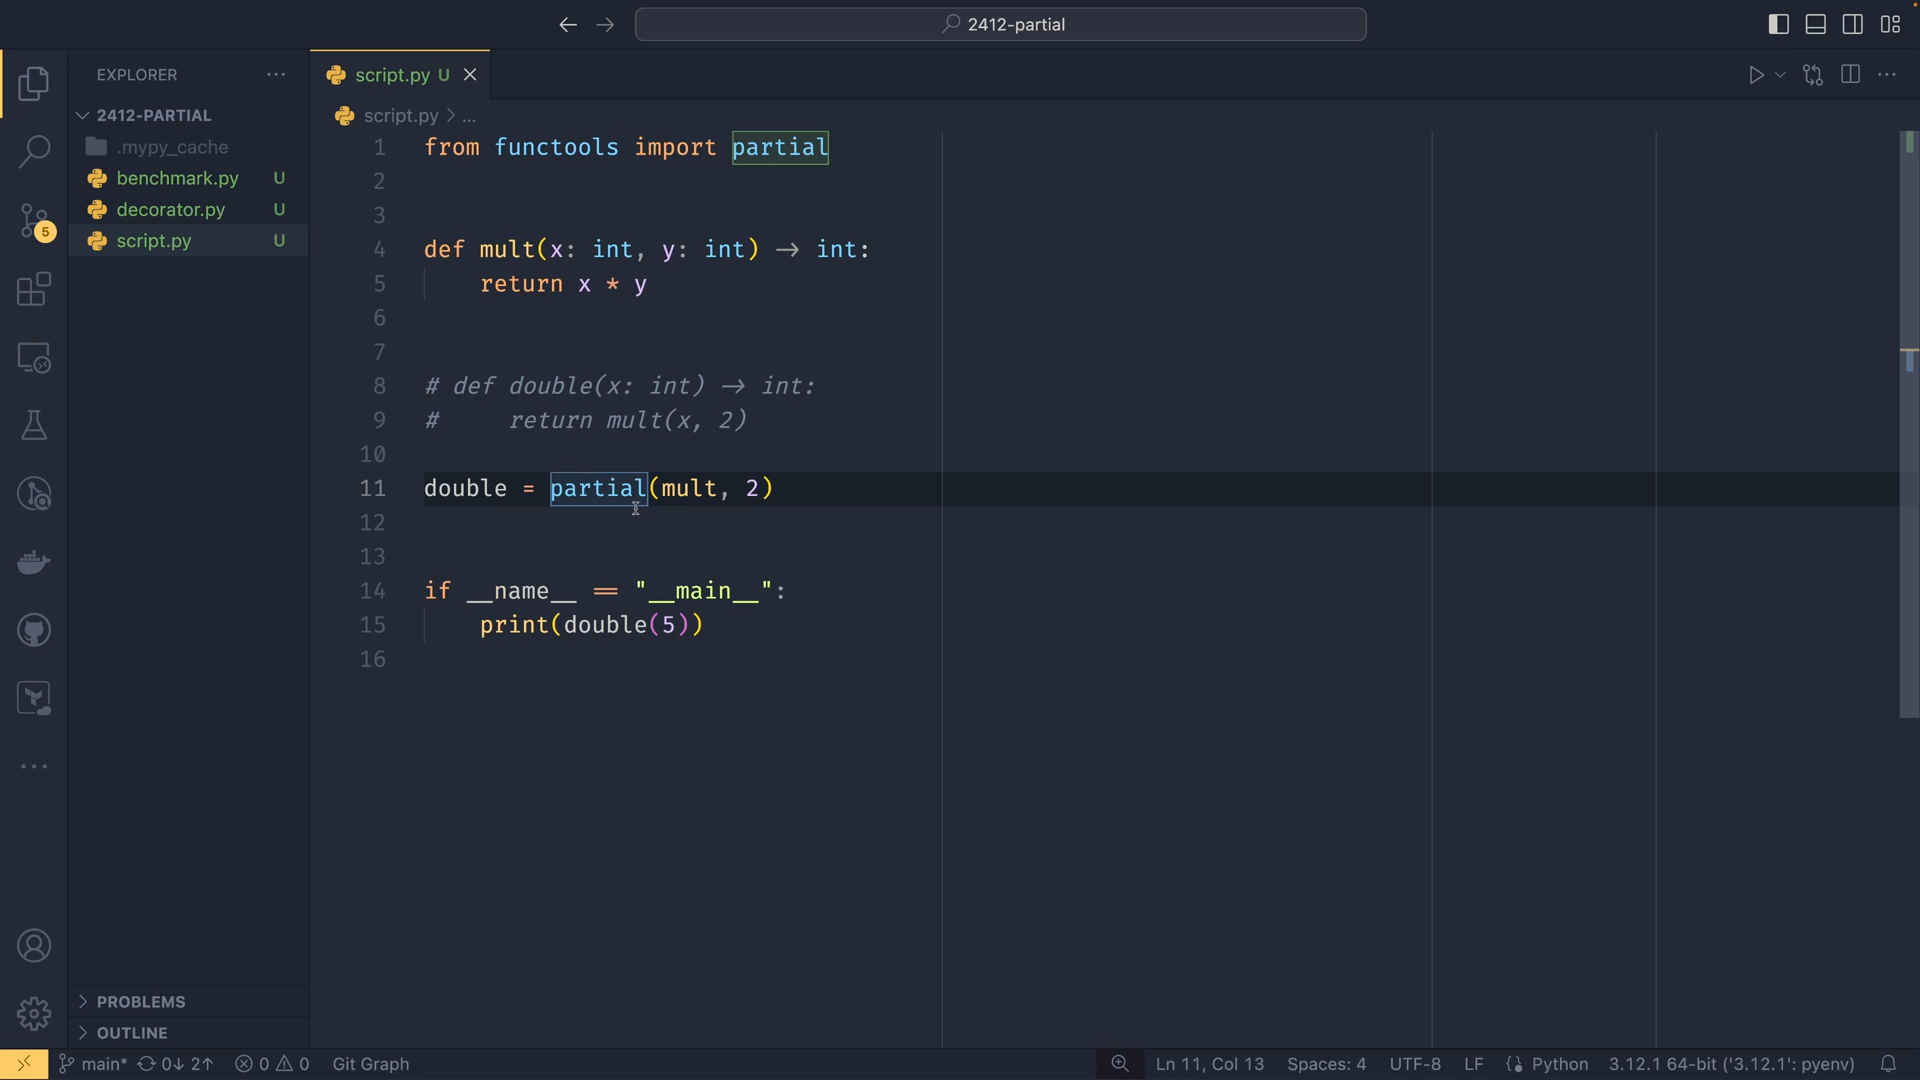 2412-partial
EXPLORER
script.py U
2412-PARTIAL
script.py > ...
.mypy_cache
benchmark.py U
decorator.py U
script.py U
5
1 from functools import partial
2
3
4 def mult(x: int, y: int) -> int:
5 return x * y
6
7
8 # def double(x: int) -> int:
9 # return mult(x, 2)
10
11 double = partial(mult, 2)
12
13
14 if __name__ == "__main__":
15 print(double(5))
16
PROBLEMS
OUTLINE
main* 0↓ 2↑ 0 0 Git Graph Ln 11, Col 13 Spaces: 4 UTF-8 LF Python 3.12.1 64-bit ('3.12.1': pyenv)